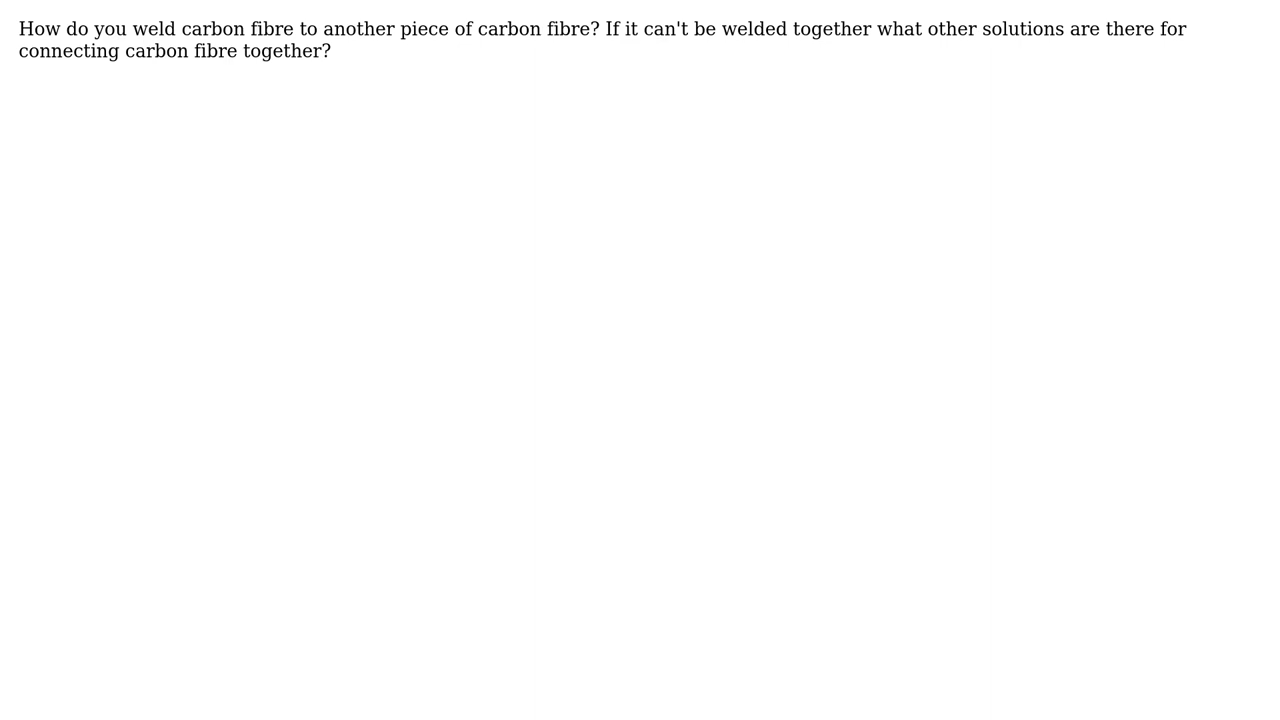 How do you weld carbon fibre to another piece of carbon fibre? If it can't be welded together what other solutions are there for
connecting carbon fibre together?